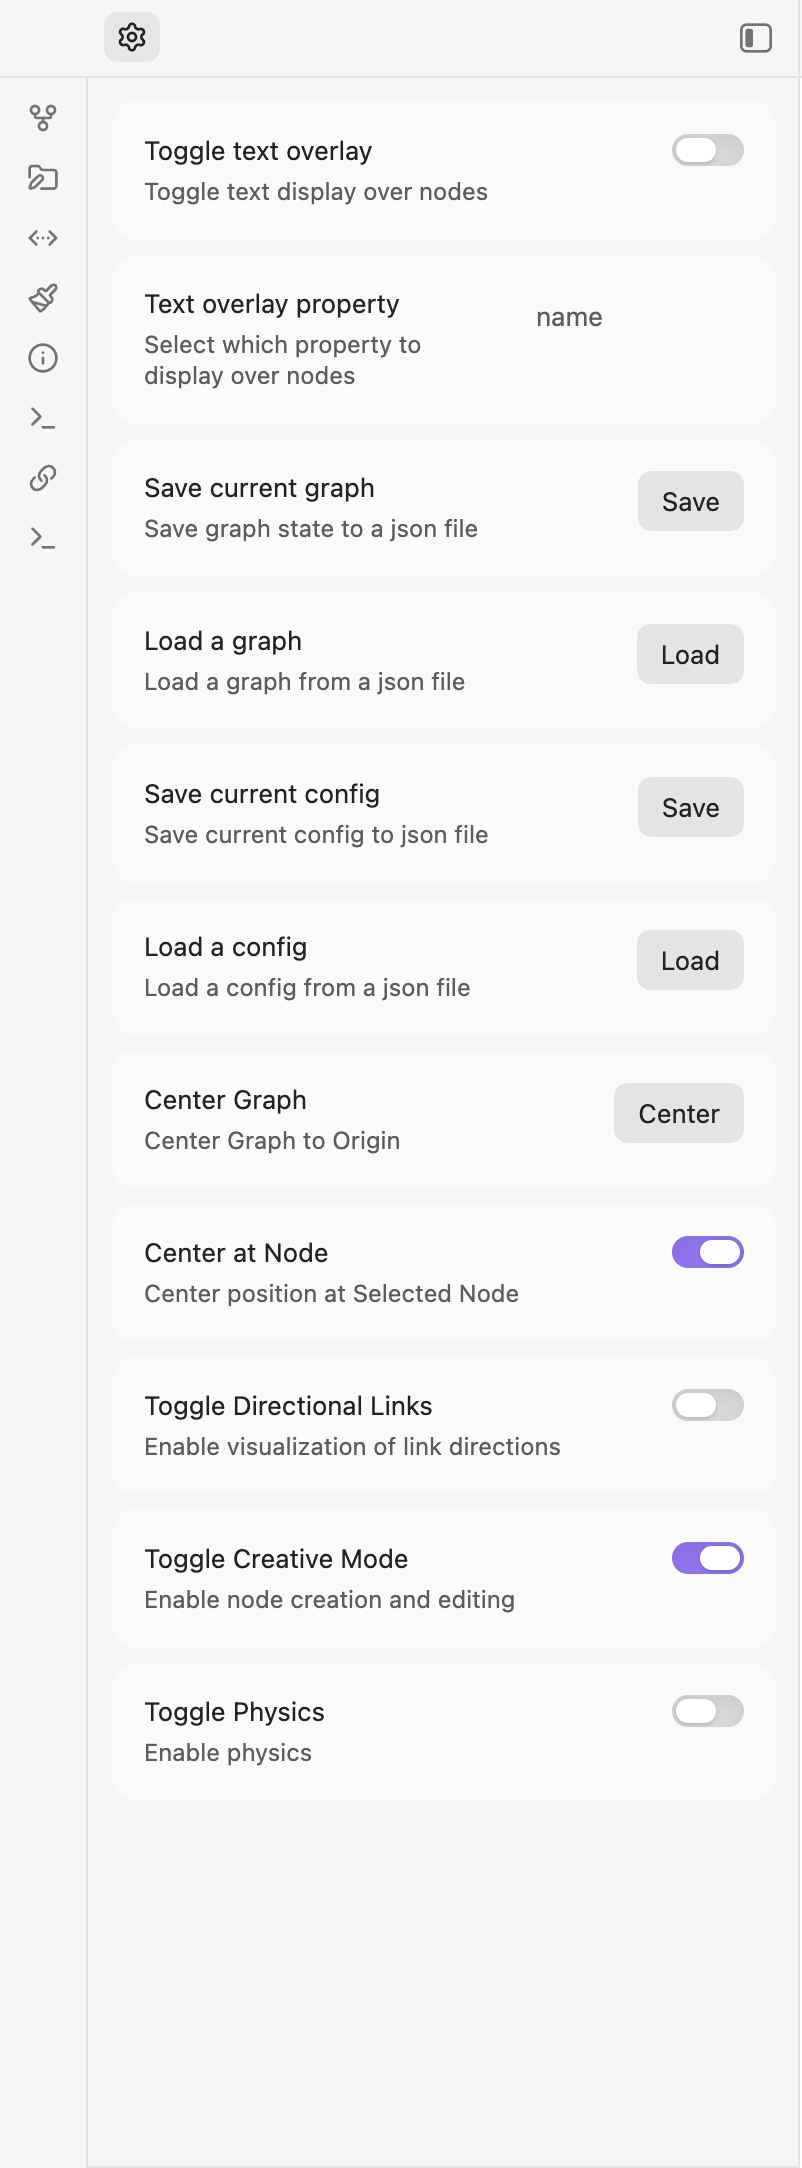 Toggle text overlay
Toggle text display over nodes
Text overlay property
Select which property to
display over nodes
name
Save current graph
Save graph state to a json file
Save
Load a graph
Load a graph from a json file
Load
Save current config
Save current config to json file
Save
Load a config
Load a config from a json file
Load
Center Graph
Center Graph to Origin
Center
Center at Node
Center position at Selected Node
Toggle Directional Links
Enable visualization of link directions
Toggle Creative Mode
Enable node creation and editing
Toggle Physics
Enable physics